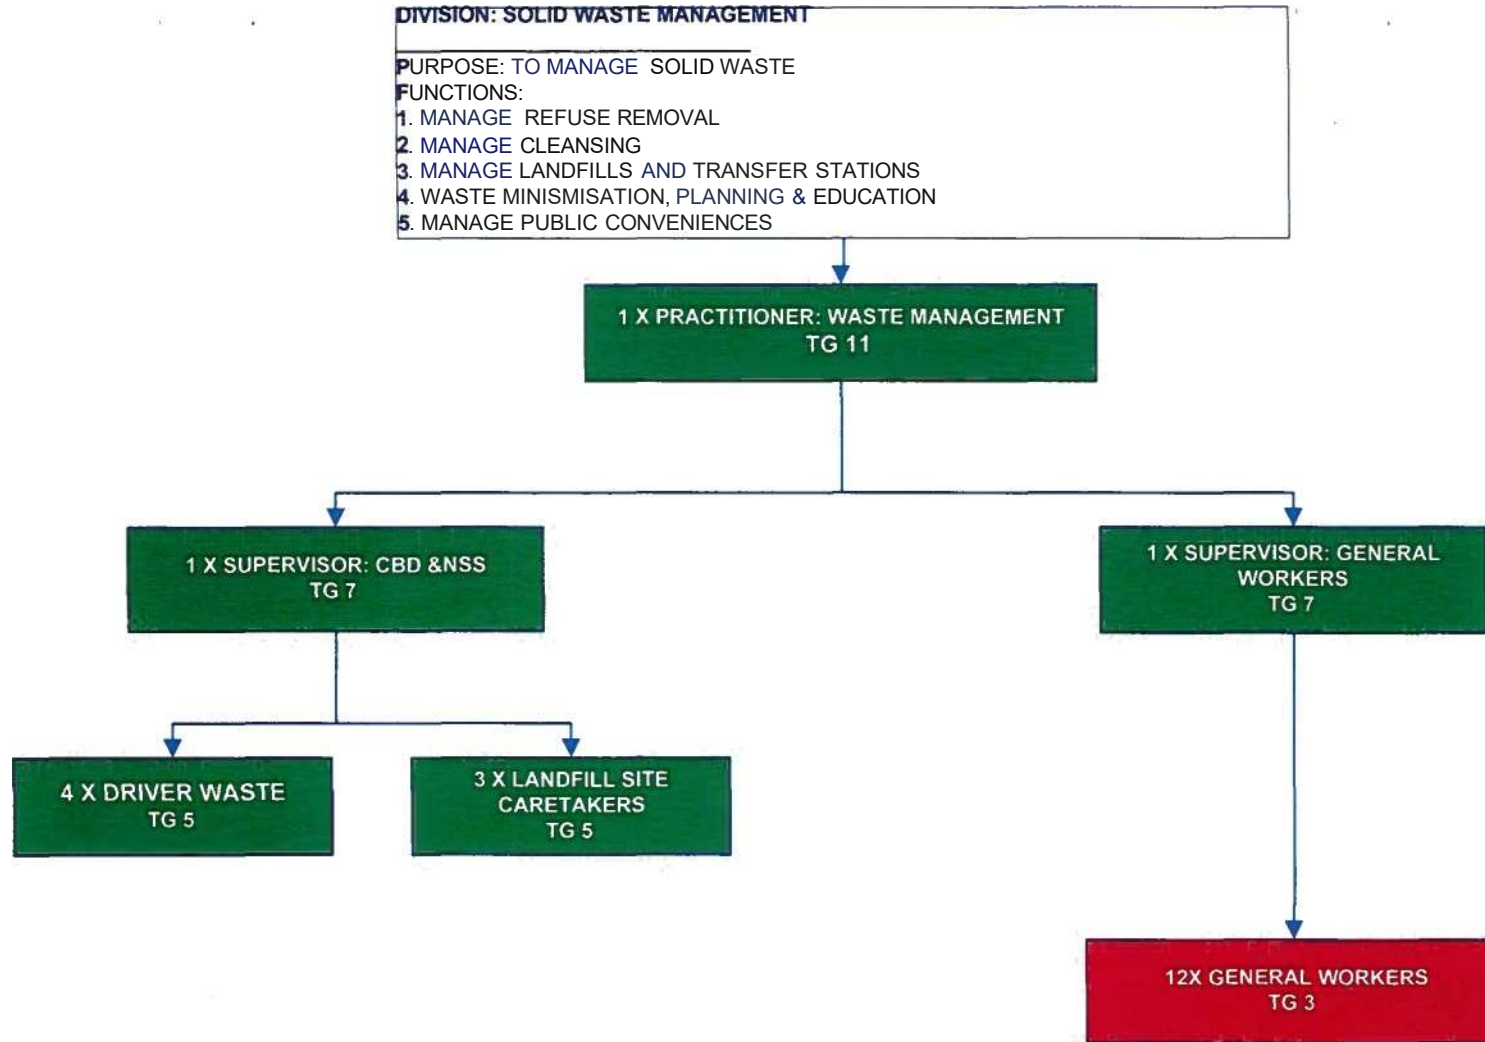 DIVISION: SOLID WASTE MANAGEMENT
PURPOSE: TO MANAGE SOLID WASTE
FUNCTIONS:
1. MANAGE REFUSE REMOVAL
2. MANAGE CLEANSING
3. MANAGE LANDFILLS AND TRANSFER STATIONS
4. WASTE MINISMISATION, PLANNING & EDUCATION
5. MANAGE PUBLIC CONVENIENCES
1 X PRACTITIONER: WASTE MANAGEMENT
TG 11
1 X SUPERVISOR: CBD &NSS
TG 7
1 X SUPERVISOR: GENERAL
WORKERS
TG 7
4 X DRIVER WASTE
TG 5
3 X LANDFILL SITE
CARETAKERS
TG 5
12X GENERAL WORKERS
TG 3